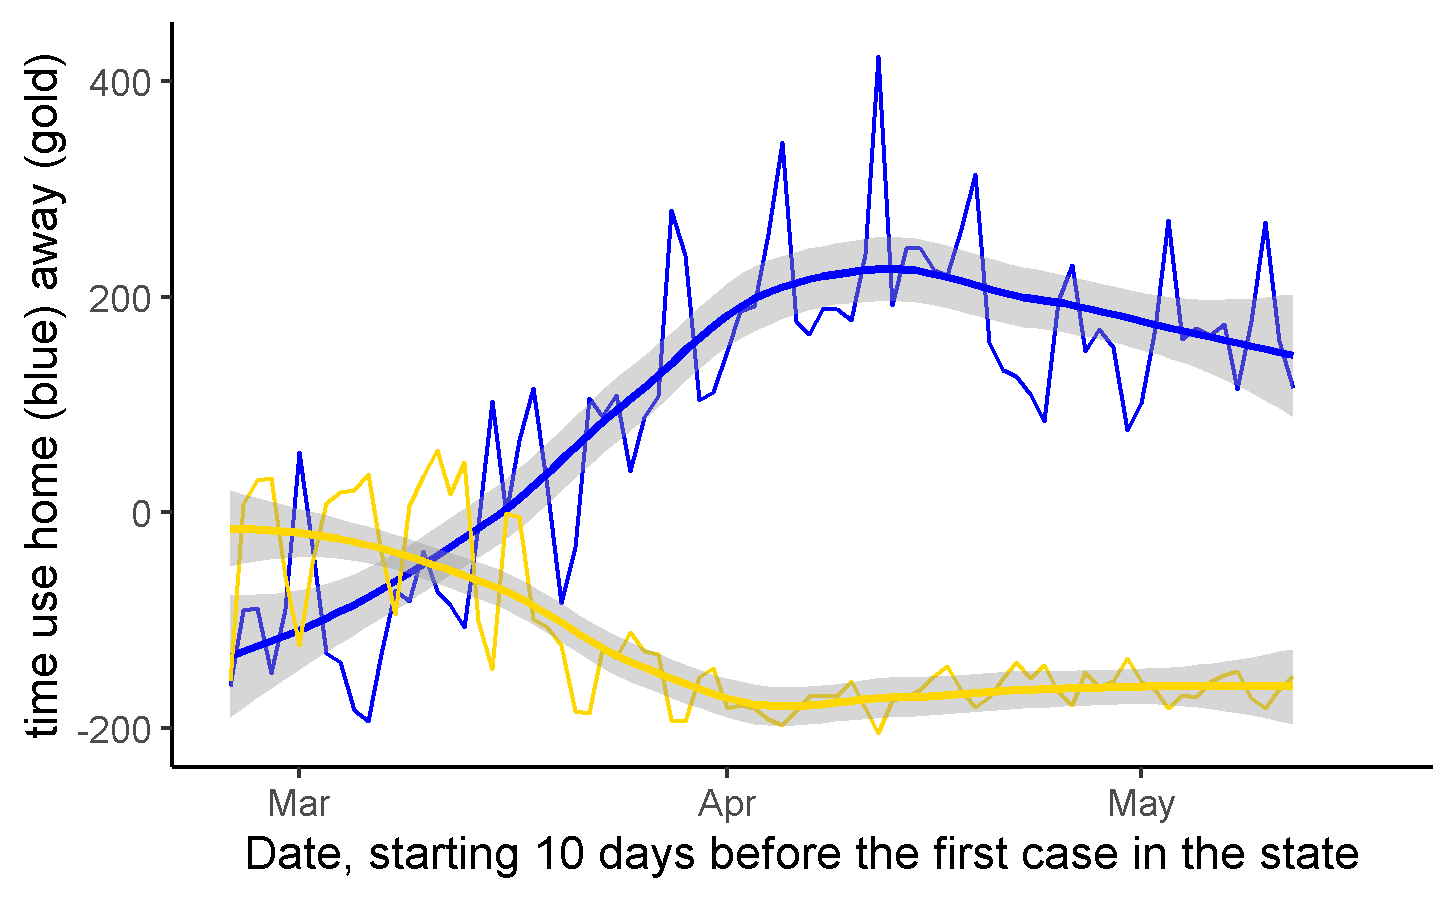 time use home (blue) away (gold)
400
200
0
-200
Mar Apr May
Date, starting 10 days before the first case in the state